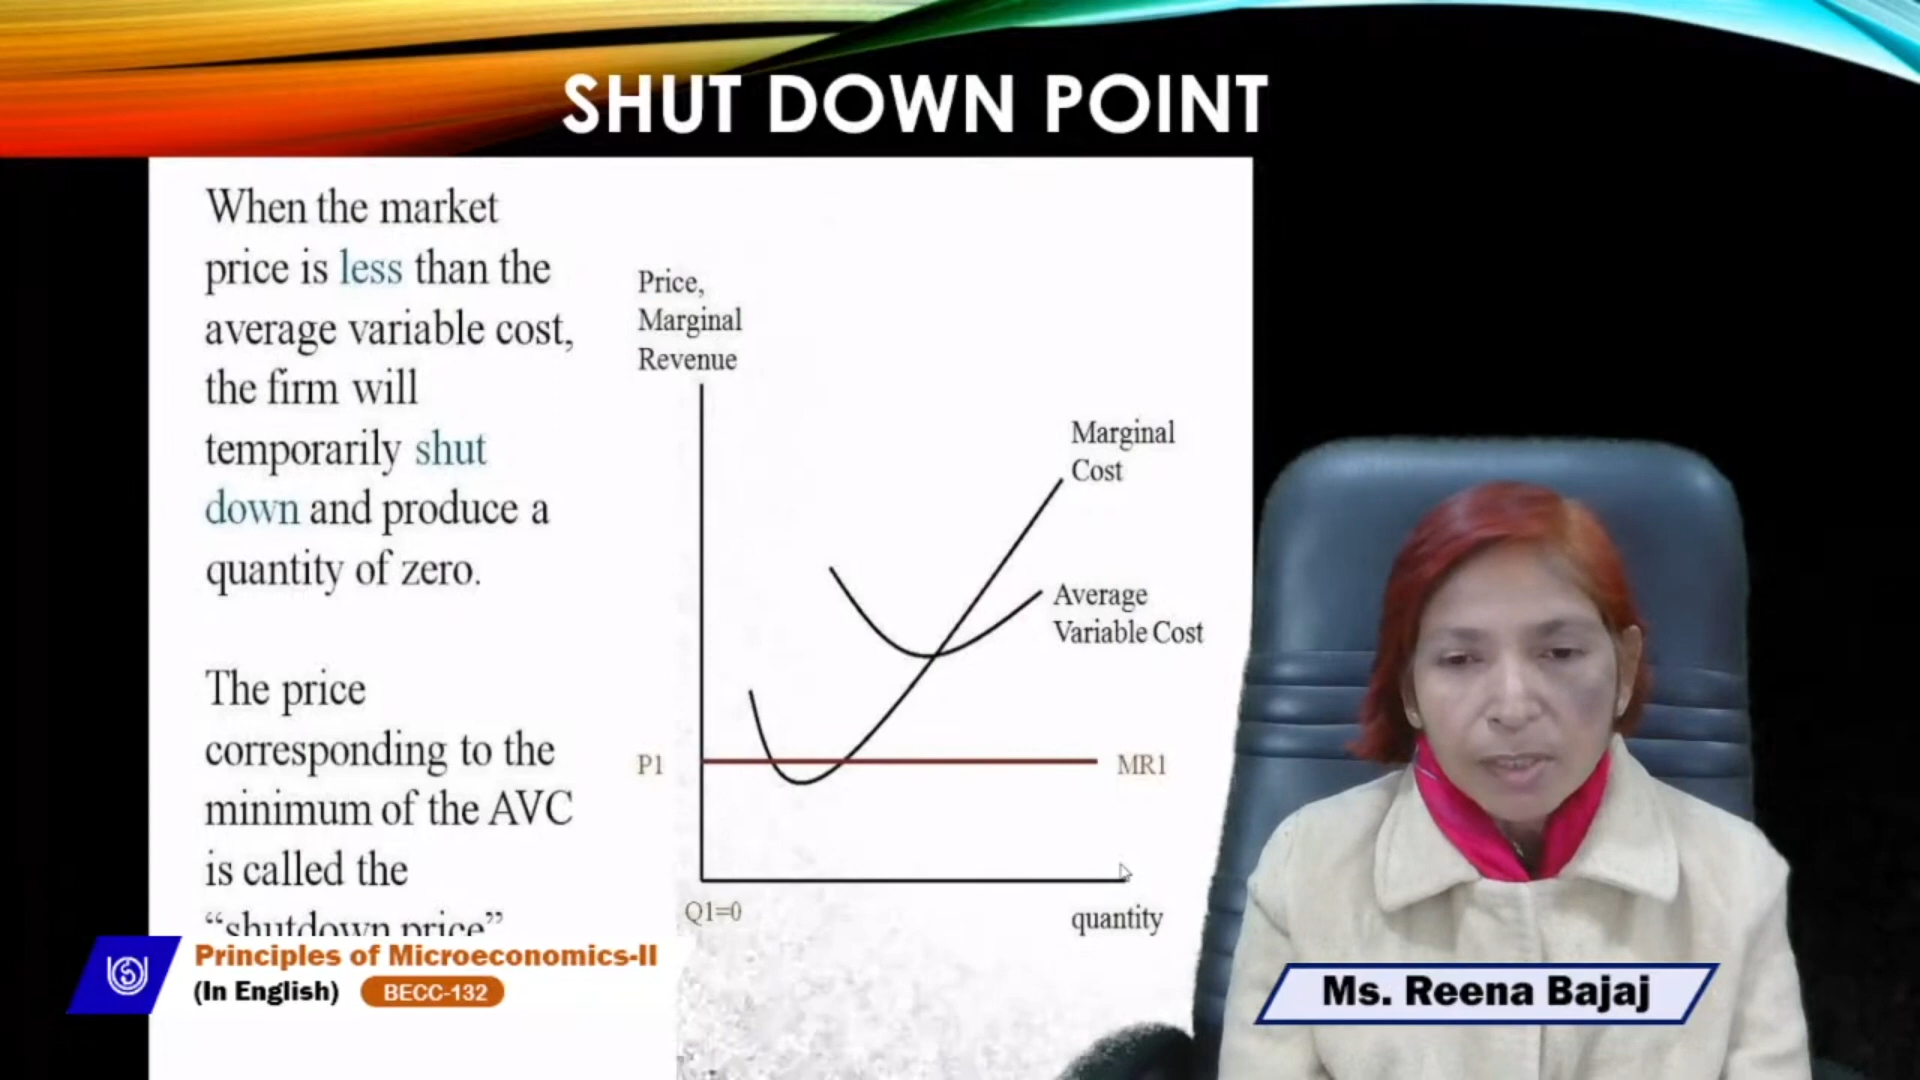 SHUT DOWN POINT
When the market
price is less than the
average variable cost,
the firm will
temporarily shut
down and produce a
quantity of zero.
The price
corresponding to the
minimum of the AVC
is called the
“shutdown price”
Price,
Marginal
Revenue
Marginal
Cost
Average
Variable Cost
P1
MR1
Q1=0
quantity
Principles of Microeconomics-II
(In English) BECC-132
Ms. Reena Bajaj